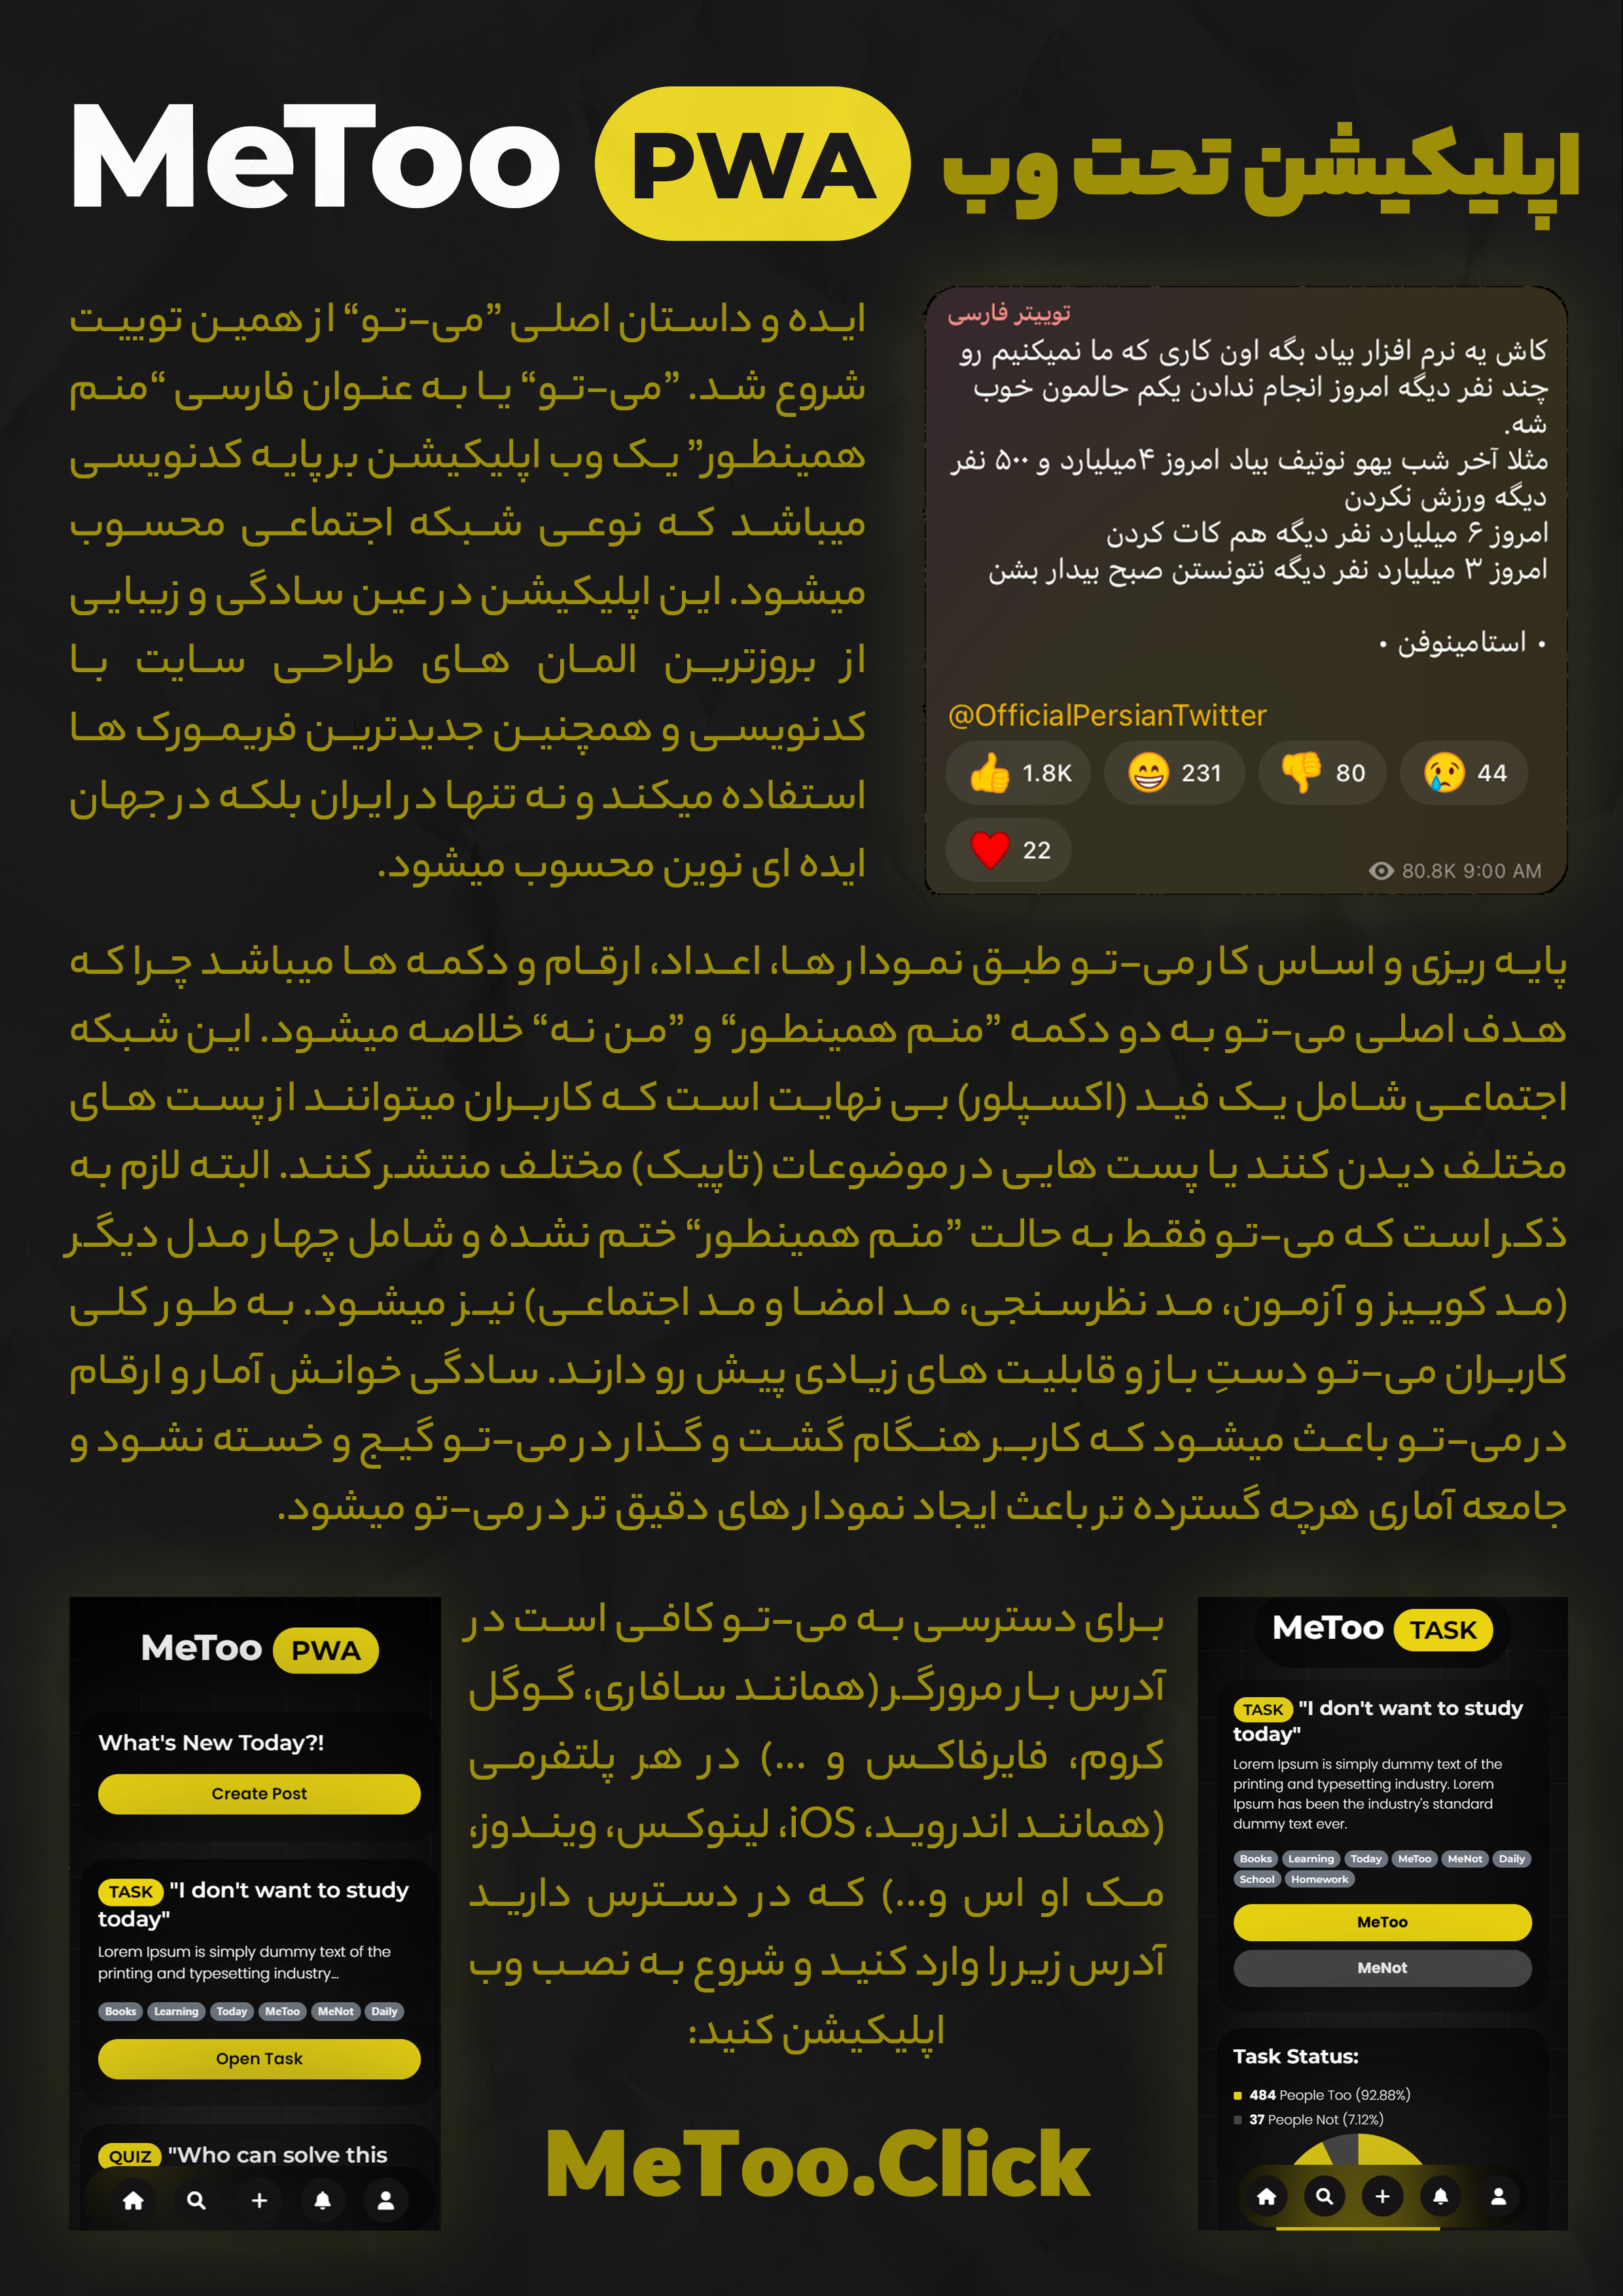 MeToo PWA اپلیکیشن تحت وب
توییتر فارسی
کاش یه نرم افزار بیاد بگه اون کاری که ما نمیکنیم رو
چند نفر دیگه امروز انجام ندادن یکم حالمون خوب
شه.
مثلا آخر شب یهو نوتیف بیاد امروز ۴میلیارد و ۵۰۰ نفر
دیگه ورزش نکردن
امروز ۶ میلیارد نفر دیگه هم کات کردن
امروز ۳ میلیارد نفر دیگه نتونستن صبح بیدار بشن
• استامینوفن •
@OfficialPersianTwitter
👍 1.8K 😁 231 👎 80 😢 44
❤️ 22
80.8K 9:00 AM
ایده و داستان اصلی ”می-تو“ از همین توییت
شروع شد. ”می-تو“ یا به عنوان فارسی “منم
همینطور” یک وب اپلیکیشن برپایه کدنویسی
میباشد که نوعی شبکه اجتماعی محسوب
میشود. این اپلیکیشن در عین سادگی و زیبایی
از بروزترین المان های طراحی سایت با
کدنویسی و همچنین جدیدترین فریمورک ها
استفاده میکند و نه تنها در ایران بلکه در جهان
ایده ای نوین محسوب میشود.
پایه ریزی و اساس کار می-تو طبق نمودار ها، اعداد، ارقام و دکمه ها میباشد چرا که
هدف اصلی می-تو به دو دکمه ”منم همینطور“ و ”من نه“ خلاصه میشود. این شبکه
اجتماعی شامل یک فید (اکسپلور) بی نهایت است که کاربران میتوانند از پست های
مختلف دیدن کنند یا پست هایی در موضوعات (تاپیک) مختلف منتشر کنند. البته لازم به
ذکر است که می-تو فقط به حالت ”منم همینطور“ ختم نشده و شامل چهار مدل دیگر
(مد کوییز و آزمون، مد نظرسنجی، مد امضا و مد اجتماعی) نیز میشود. به طور کلی
کاربران می-تو دستِ باز و قابلیت های زیادی پیش رو دارند. سادگی خوانش آمار و ارقام
در می-تو باعث میشود که کاربر هنگام گشت و گذار در می-تو گیج و خسته نشود و
جامعه آماری هرچه گسترده تر باعث ایجاد نمودار های دقیق تر در می-تو میشود.
MeToo TASK
TASK "I don't want to study
today"
Lorem Ipsum is simply dummy text of the
printing and typesetting industry. Lorem
Ipsum has been the industry's standard
dummy text ever.
Books Learning Today MeToo MeNot Daily
School Homework
MeToo
MeNot
Task Status:
484 People Too (92.88%)
37 People Not (7.12%)
برای دسترسی به می-تو کافی است در
آدرس بار مرورگر (همانند سافاری، گوگل
کروم، فایرفاکس و ...) در هر پلتفرمی
(همانند اندروید، iOS، لینوکس، ویندوز،
مک او اس و...) که در دسترس دارید
آدرس زیر را وارد کنید و شروع به نصب وب
اپلیکیشن کنید:
MeToo.Click
MeToo PWA
What's New Today?!
Create Post
TASK "I don't want to study
today"
Lorem Ipsum is simply dummy text of the
printing and typesetting industry...
Books Learning Today MeToo MeNot Daily
Open Task
QUIZ "Who can solve this